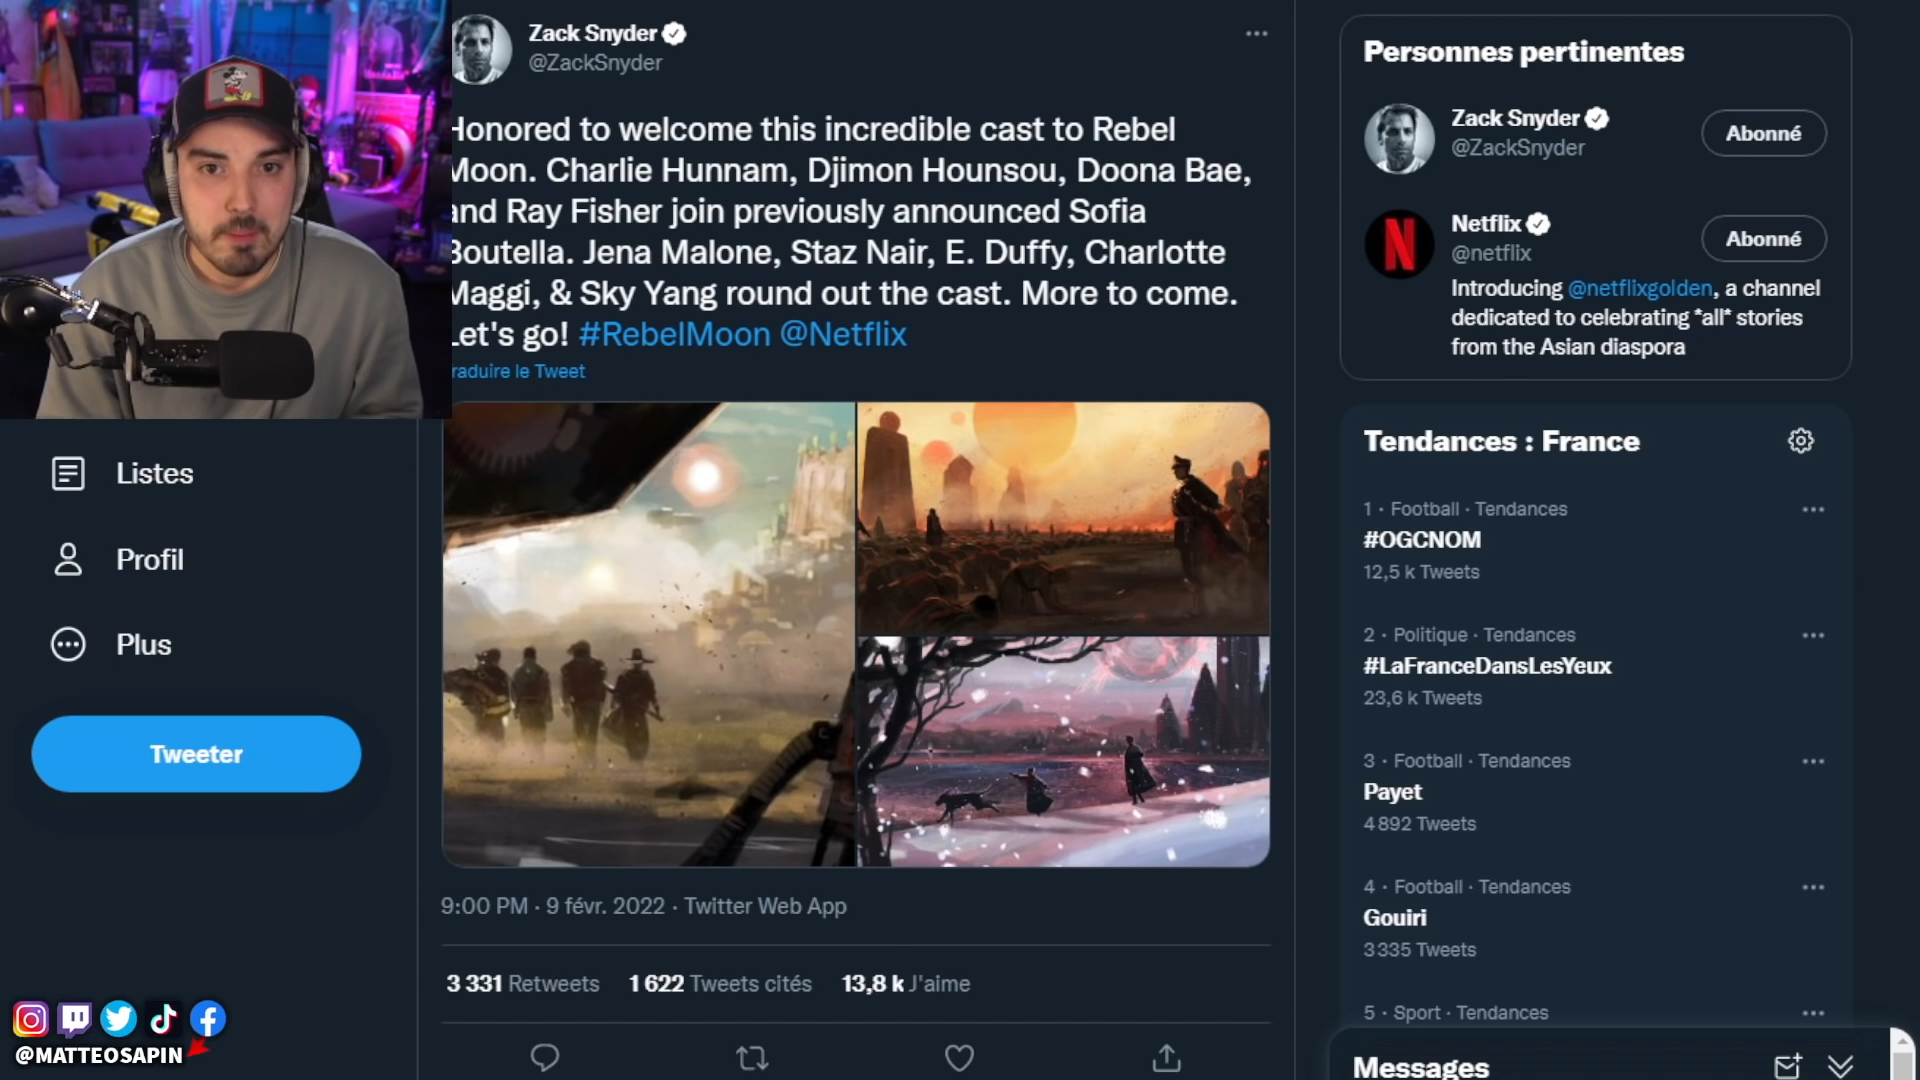 Zack Snyder
@ZackSnyder
Honored to welcome this incredible cast to Rebel
Moon. Charlie Hunnam, Djimon Hounsou, Doona Bae,
and Ray Fisher join previously announced Sofia
Boutella. Jena Malone, Staz Nair, E. Duffy, Charlotte
Maggi, & Sky Yang round out the cast. More to come.
Let's go! #RebelMoon @Netflix
raduire le Tweet
9:00 PM · 9 févr. 2022 · Twitter Web App
3 331 Retweets 1 622 Tweets cités 13,8 k J'aime
Listes
Profil
Plus
Tweeter
@MATTEOSAPIN
Personnes pertinentes
Zack Snyder
@ZackSnyder
Abonné
Netflix
@netflix
Abonné
Introducing @netflixgolden, a channel
dedicated to celebrating *all* stories
from the Asian diaspora
Tendances : France
1 · Football · Tendances
#OGCNOM
12,5 k Tweets
2 · Politique · Tendances
#LaFranceDansLesYeux
23,6 k Tweets
3 · Football · Tendances
Payet
4 892 Tweets
4 · Football · Tendances
Gouiri
3 335 Tweets
5 · Sport · Tendances
Messages